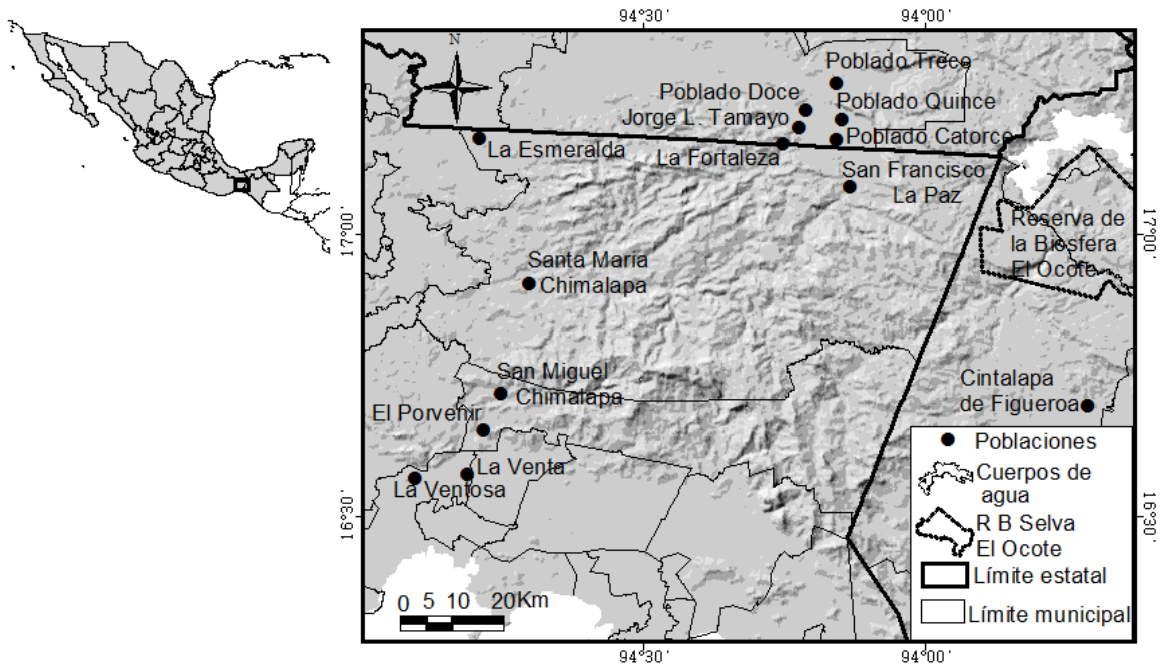 94°30'
94°00'
N
Poblado Trece
Poblado Doce
Poblado Quince
Jorge L. Tamayo
Poblado Catorce
La Esmeralda
La Fortaleza
San Francisco
La Paz
17°00'
17°00'
Reserva de
la Biosfera
El Ocote
Santa María
Chimalapa
San Miguel
Chimalapa
Cintalapa
de Figueroa
El Porvenir
La Venta
La Ventosa
16°30'
16°30'
Poblaciones
Cuerpos de
agua
R B Selva
El Ocote
Límite estatal
Límite municipal
0 5 10 20Km
94°30'
94°00'